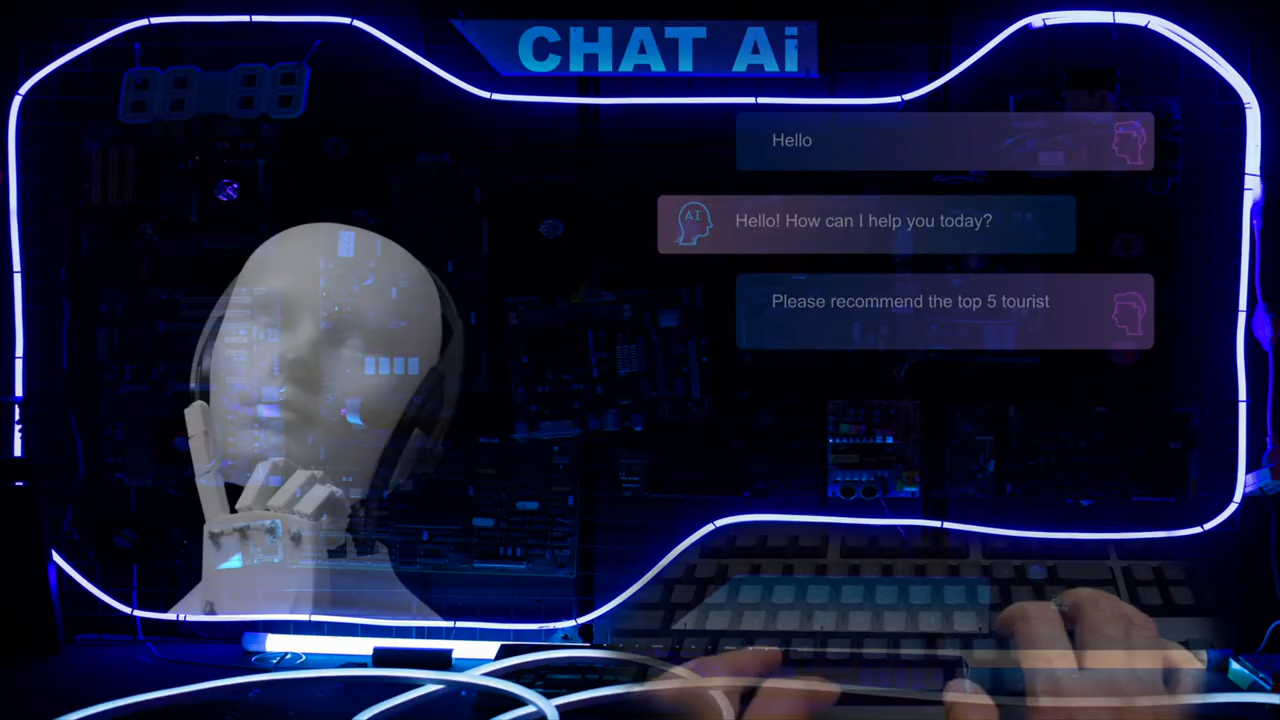 CHAT Ai
Hello
AI
Hello! How can I help you today?
Please recommend the top 5 tourist